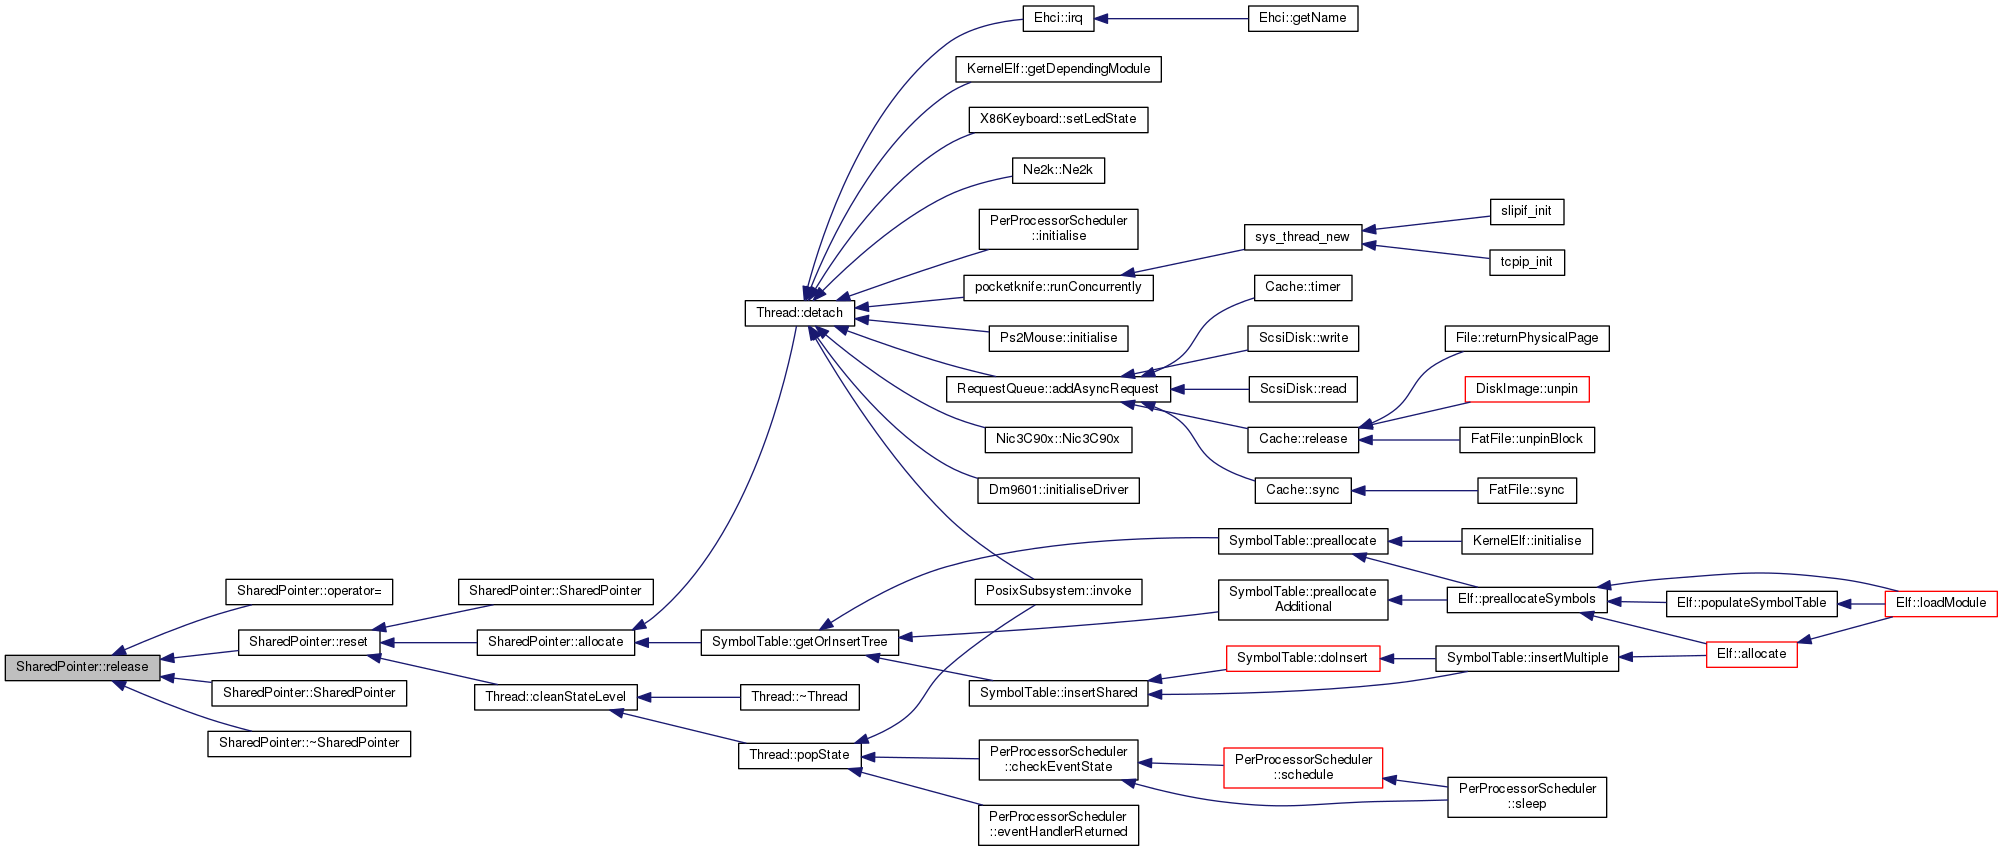 Ehci::irq
Ehci::getName
KernelElf::getDependingModule
X86Keyboard::setLedState
Ne2k::Ne2k
PerProcessorScheduler
::initialise
slipif_init
sys_thread_new
tcpip_init
pocketknife::runConcurrently
Cache::timer
Thread::detach
Ps2Mouse::initialise
ScsiDisk::write
File::returnPhysicalPage
RequestQueue::addAsyncRequest
ScsiDisk::read
DiskImage::unpin
Nic3C90x::Nic3C90x
Cache::release
FatFile::unpinBlock
Dm9601::initialiseDriver
Cache::sync
FatFile::sync
SymbolTable::preallocate
KernelElf::initialise
SharedPointer::operator=
SharedPointer::SharedPointer
PosixSubsystem::invoke
SymbolTable::preallocate
Additional
Elf::preallocateSymbols
Elf::populateSymbolTable
Elf::loadModule
SharedPointer::reset
SharedPointer::allocate
SymbolTable::getOrInsertTree
SharedPointer::release
SymbolTable::doInsert
SymbolTable::insertMultiple
Elf::allocate
SharedPointer::SharedPointer
Thread::cleanStateLevel
Thread::~Thread
SymbolTable::insertShared
SharedPointer::~SharedPointer
Thread::popState
PerProcessorScheduler
::checkEventState
PerProcessorScheduler
::schedule
PerProcessorScheduler
::sleep
PerProcessorScheduler
::eventHandlerReturned